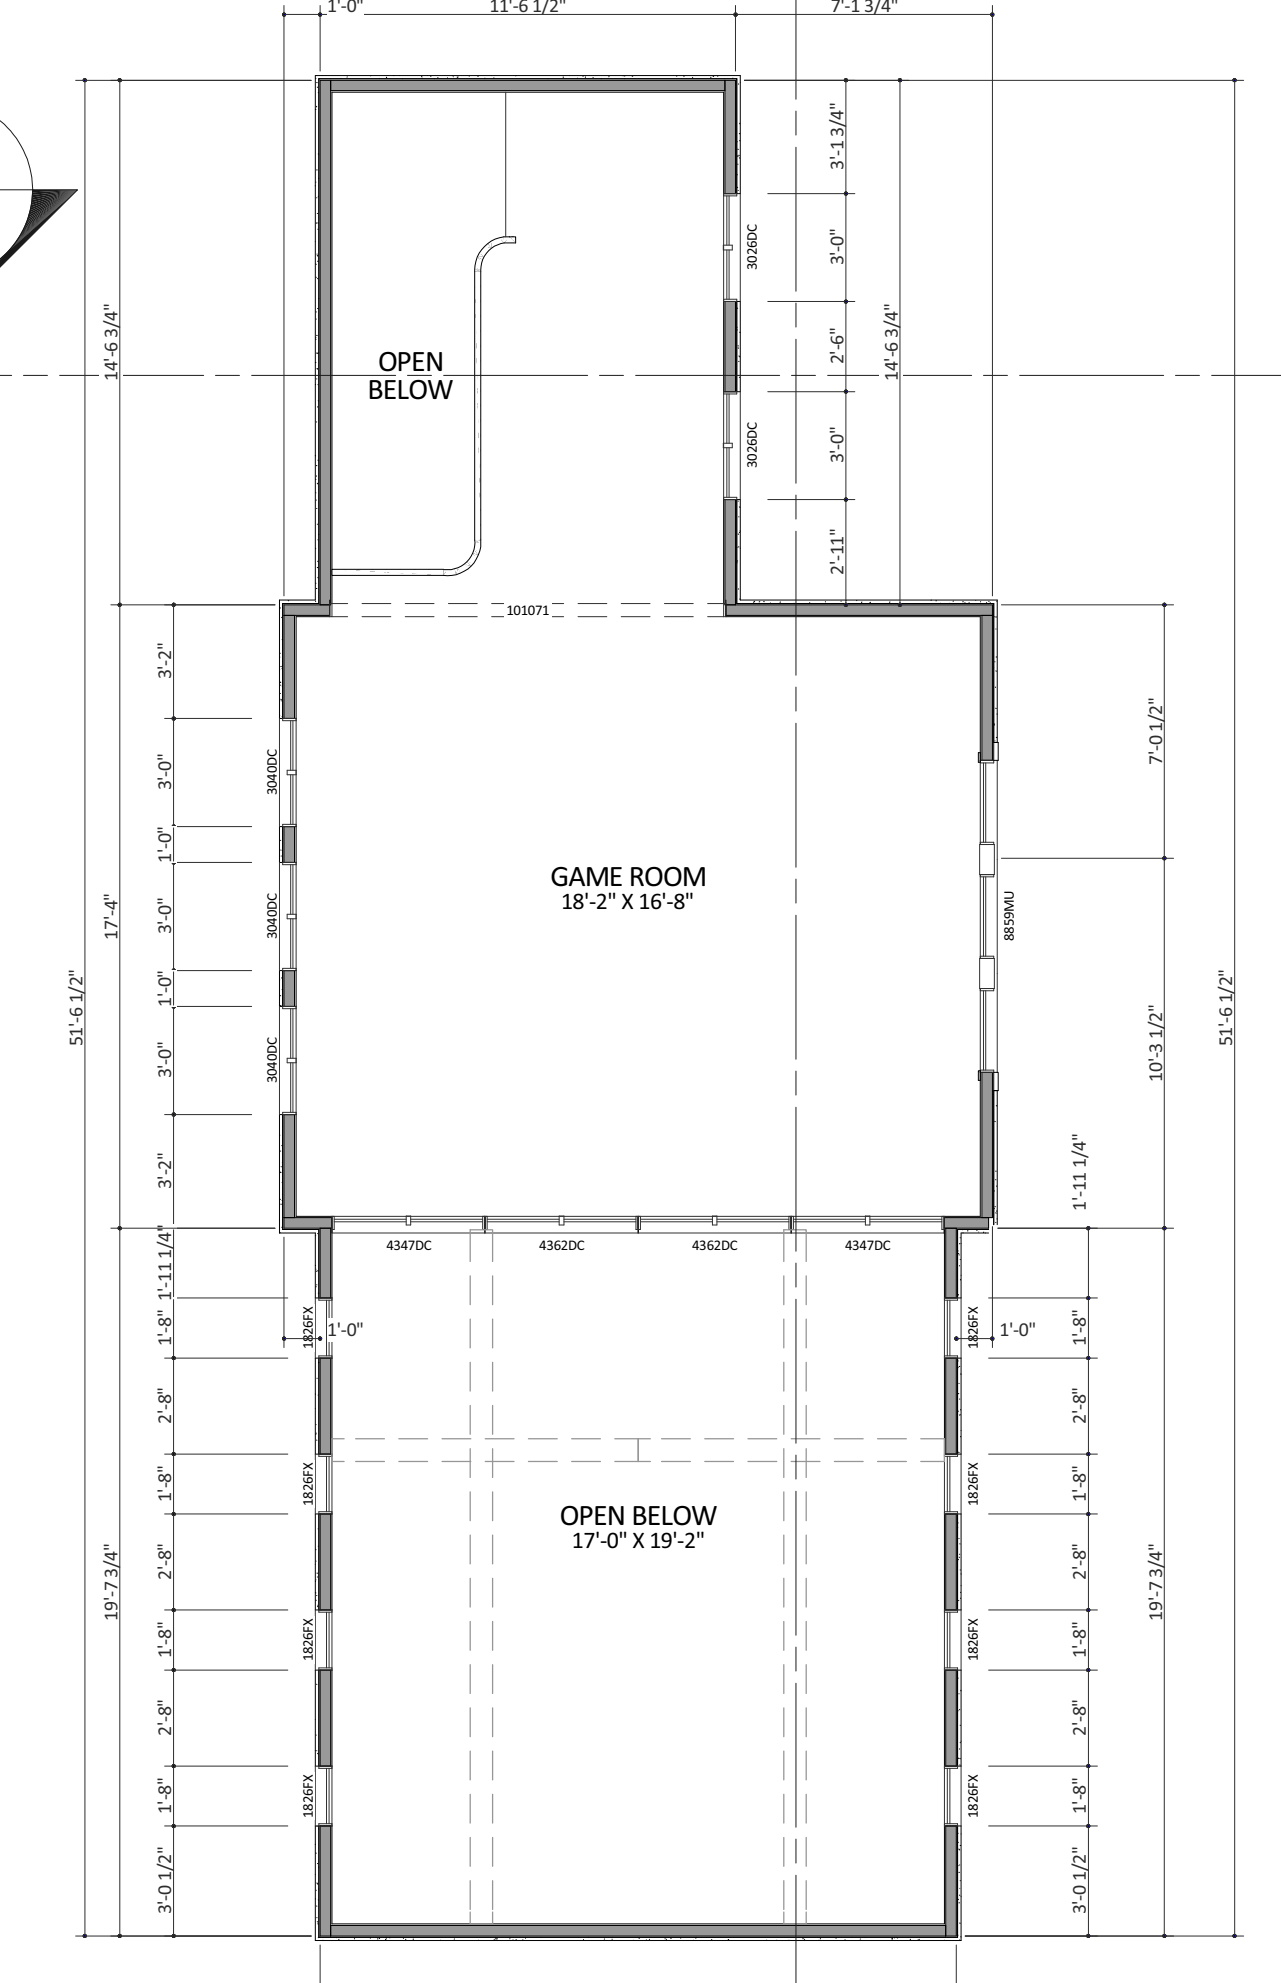 1'-0"
11'-6 1/2"
7'-1 3/4"
3'-1 3/4"
3026DC
3'-0"
14'-6 3/4"
2'-6"
14'-6 3/4"
OPEN
BELOW
3026DC
3'-0"
2'-11"
101071
3'-2"
7'-0 1/2"
3'-0"
3040DC
1'-0"
GAME ROOM
18'-2" X 16'-8"
17'-4"
3'-0"
3040DC
8859MU
1'-0"
51'-6 1/2"
51'-6 1/2"
3'-0"
3040DC
10'-3 1/2"
3'-2"
1'-11 1/4"
4347DC
4362DC
4362DC
4347DC
1'-11 1/4"
1'-8"
1826FX
1'-0"
1826FX
1'-0"
1'-8"
2'-8"
2'-8"
1'-8"
1826FX
1826FX
1'-8"
OPEN BELOW
17'-0" X 19'-2"
2'-8"
2'-8"
19'-7 3/4"
19'-7 3/4"
1'-8"
1826FX
1826FX
1'-8"
2'-8"
2'-8"
1'-8"
1826FX
1826FX
1'-8"
3'-0 1/2"
3'-0 1/2"